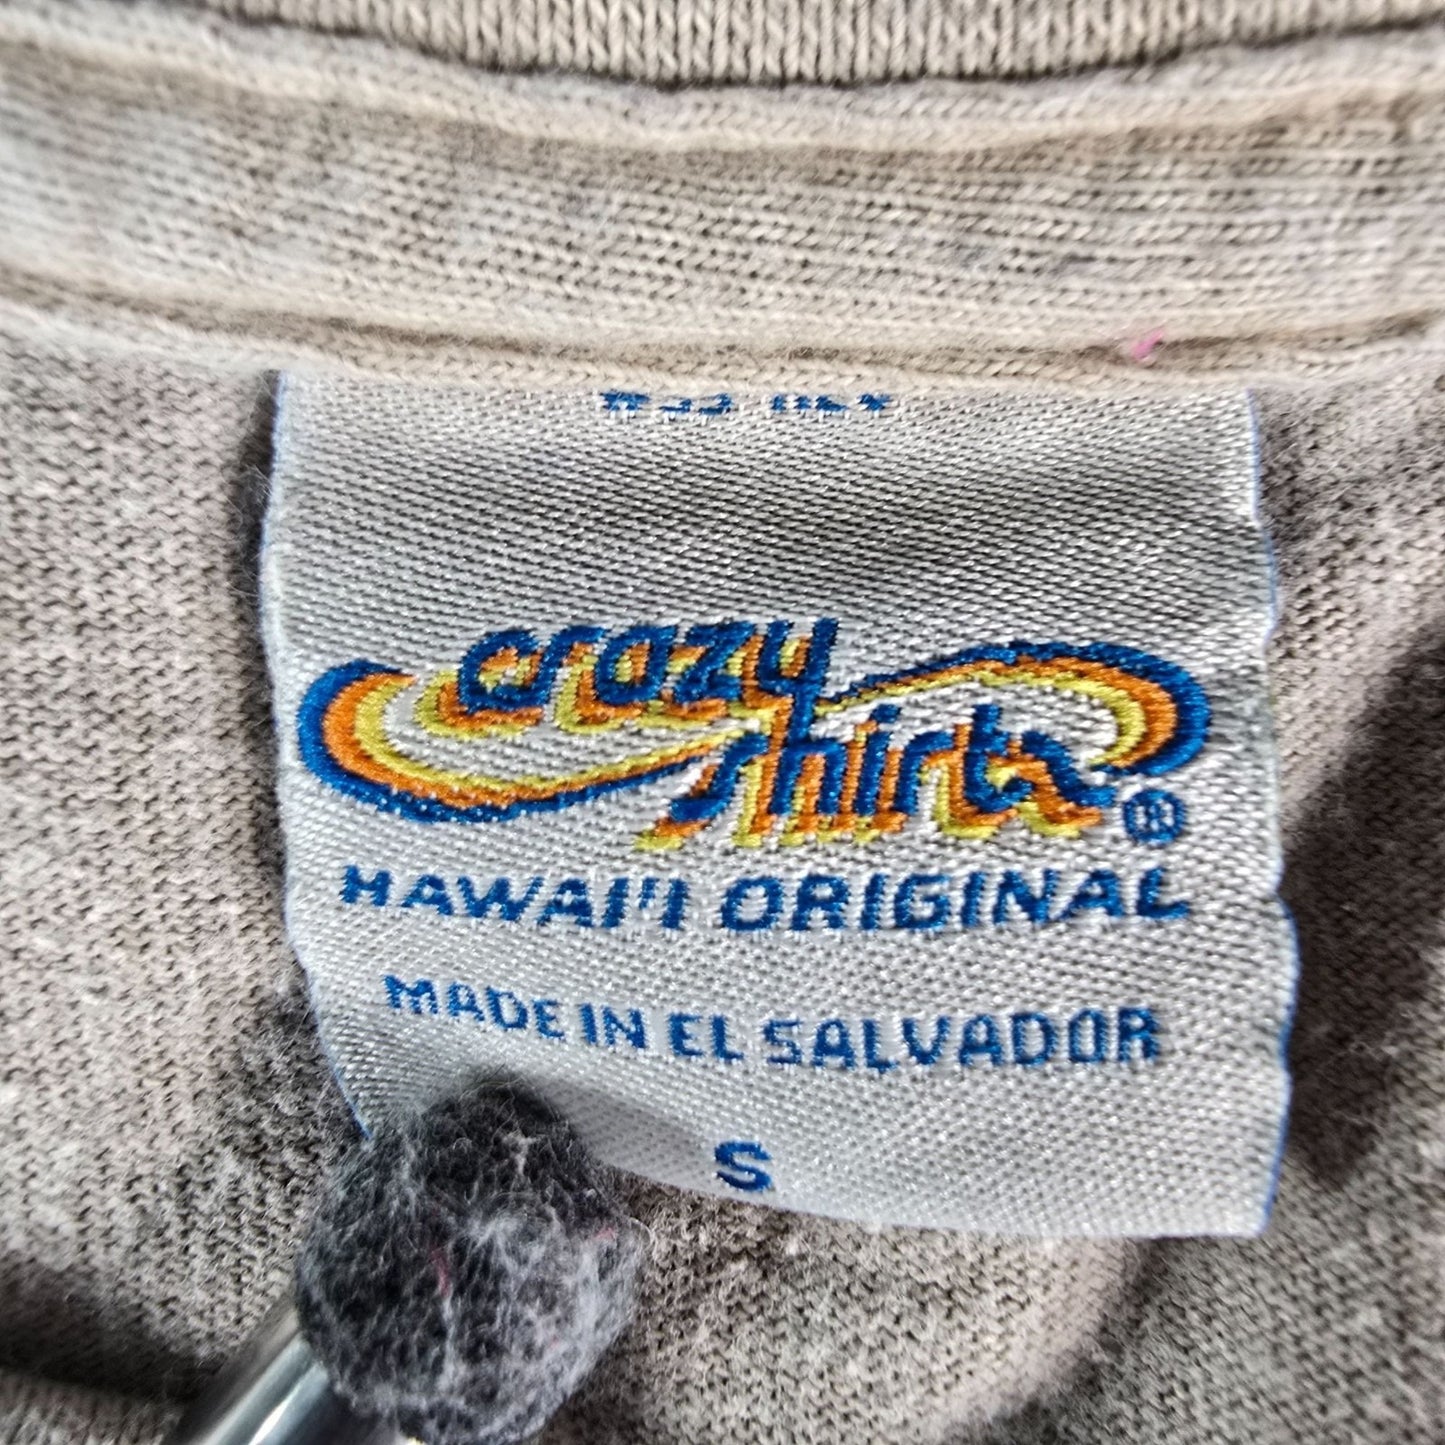 crazy
shirts®
HAWAI'I ORIGINAL
MADE IN EL SALVADOR
S